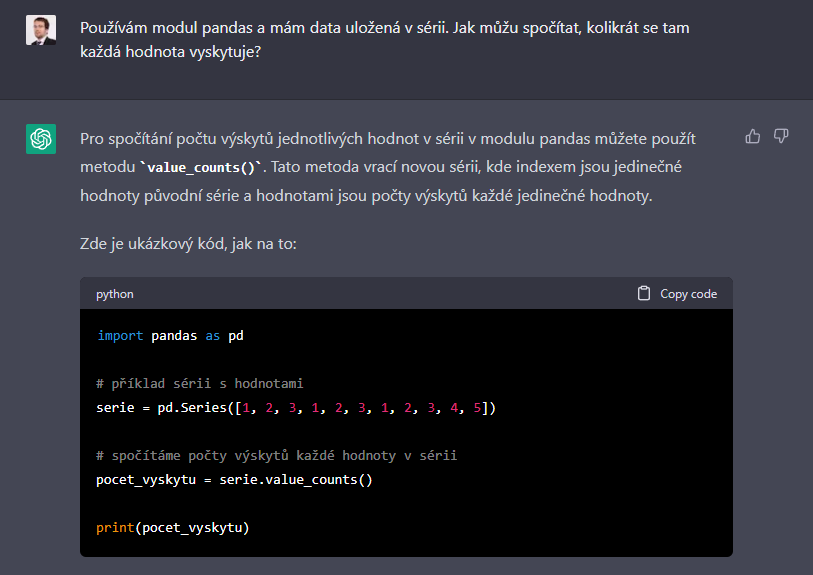 Používám modul pandas a mám data uložená v sérii. Jak můžu spočítat, kolikrát se tam
každá hodnota vyskytuje?
Pro spočítání počtu výskytů jednotlivých hodnot v sérii v modulu pandas můžete použít
metodu `value_counts()`. Tato metoda vrací novou sérii, kde indexem jsou jedinečné
hodnoty původní série a hodnotami jsou počty výskytů každé jedinečné hodnoty.
Zde je ukázkový kód, jak na to:
python Copy code
import pandas as pd
# příklad sérii s hodnotami
serie = pd.Series([1, 2, 3, 1, 2, 3, 1, 2, 3, 4, 5])
# spočítáme počty výskytů každé hodnoty v sérii
pocet_vyskytu = serie.value_counts()
print(pocet_vyskytu)